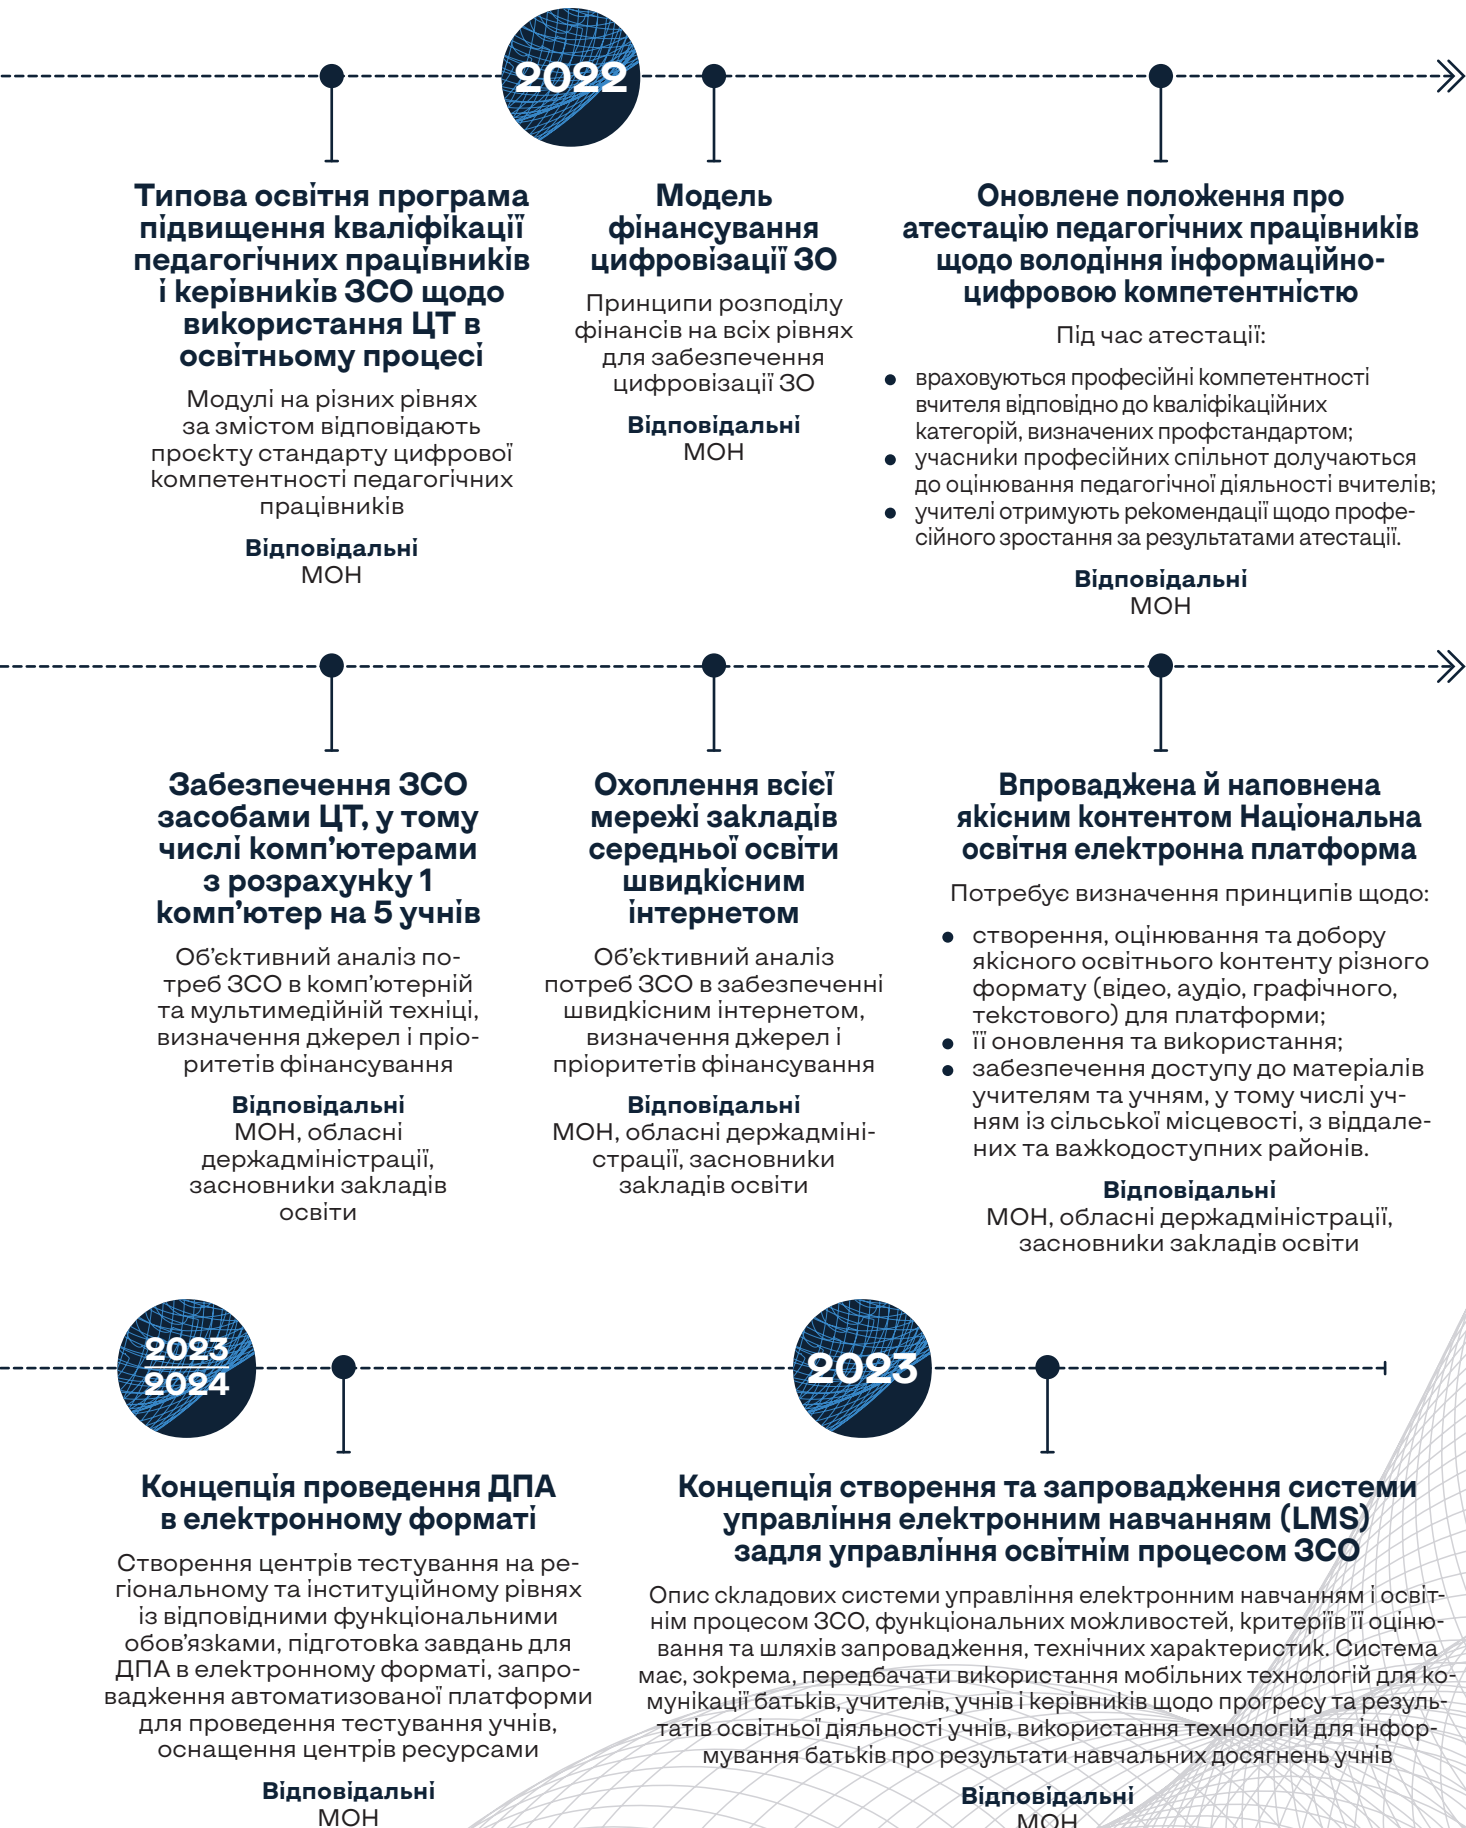 2022
Типова освітня програма
підвищення кваліфікації
педагогічних працівників
і керівників ЗСО щодо
використання ЦТ в
освітньому процесі
Модулі на різних рівнях
за змістом відповідають
проєкту стандарту цифрової
компетентності педагогічних
працівників
Відповідальні
МОН
Модель
фінансування
цифровізації ЗО
Принципи розподілу
фінансів на всіх рівнях
для забезпечення
цифровізації ЗО
Відповідальні
МОН
Оновлене положення про
атестацію педагогічних працівників
щодо володіння інформаційно-
цифровою компетентністю
Під час атестації:
● враховуються професійні компетентності
вчителя відповідно до кваліфікаційних
категорій, визначених профстандартом;
● учасники професійних спільнот долучаються
до оцінювання педагогічної діяльності вчителів;
● учителі отримують рекомендації щодо профе-
сійного зростання за результатами атестації.
Відповідальні
МОН
Забезпечення ЗСО
засобами ЦТ, у тому
числі комп’ютерами
з розрахунку 1
комп’ютер на 5 учнів
Об’єктивний аналіз по-
треб ЗСО в комп’ютерній
та мультимедійній техніці,
визначення джерел і пріо-
ритетів фінансування
Відповідальні
МОН, обласні
держадміністрації,
засновники закладів
освіти
Охоплення всієї
мережі закладів
середньої освіти
швидкісним
інтернетом
Об’єктивний аналіз
потреб ЗСО в забезпеченні
швидкісним інтернетом,
визначення джерел і
пріоритетів фінансування
Відповідальні
МОН, обласні держадміні-
страції, засновники
закладів освіти
Впроваджена й наповнена
якісним контентом Національна
освітня електронна платформа
Потребує визначення принципів щодо:
● створення, оцінювання та добору
якісного освітнього контенту різного
формату (відео, аудіо, графічного,
текстового) для платформи;
● її оновлення та використання;
● забезпечення доступу до матеріалів
учителям та учням, у тому числі уч-
ням із сільської місцевості, з віддале-
них та важкодоступних районів.
Відповідальні
МОН, обласні держадміністрації,
засновники закладів освіти
2023
2024
Концепція проведення ДПА
в електронному форматі
Створення центрів тестування на ре-
гіональному та інституційному рівнях
із відповідними функціональними
обов’язками, підготовка завдань для
ДПА в електронному форматі, запро-
вадження автоматизованої платформи
для проведення тестування учнів,
оснащення центрів ресурсами
Відповідальні
МОН
2023
Концепція створення та запровадження системи
управління електронним навчанням (LMS)
задля управління освітнім процесом ЗСО
Опис складових системи управління електронним навчанням і освіт-
нім процесом ЗСО, функціональних можливостей, критеріїв її оціню-
вання та шляхів запровадження, технічних характеристик. Система
має, зокрема, передбачати використання мобільних технологій для ко-
мунікації батьків, учителів, учнів і керівників щодо прогресу та резуль-
татів освітньої діяльності учнів, використання технологій для інфор-
мування батьків про результати навчальних досягнень учнів
Відповідальні
МОН